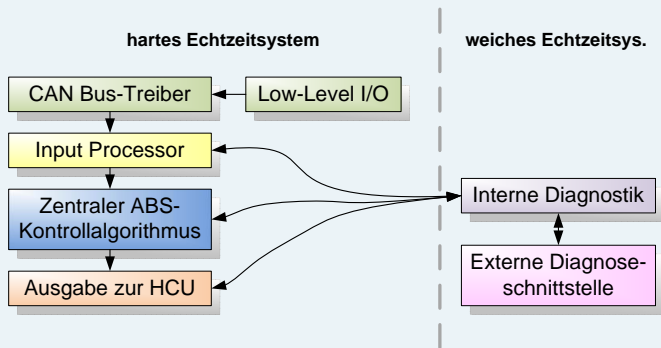 hartes Echtzeitsystem
weiches Echtzeitsys.
CAN Bus-Treiber
Low-Level I/O
Input Processor
Zentraler ABS-
Kontrollalgorithmus
Ausgabe zur HCU
Interne Diagnostik
Externe Diagnose-
schnittstelle